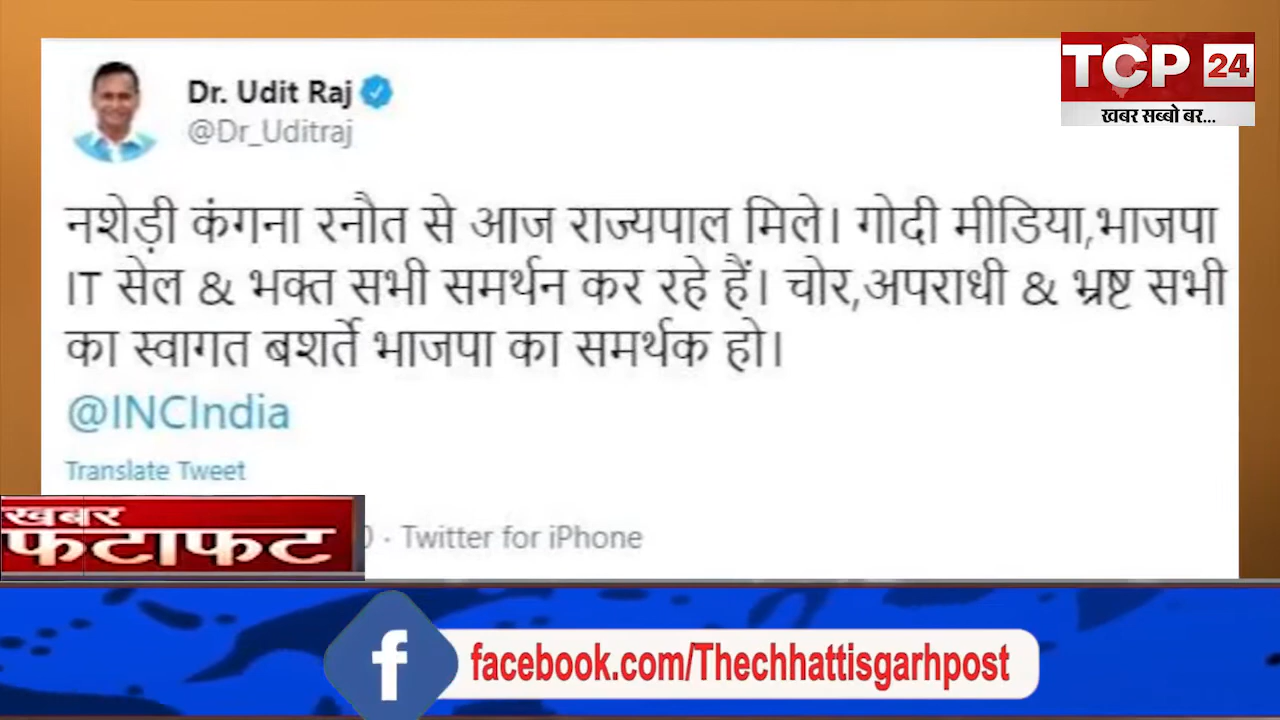 TCP 24
खबर सब्बो बर...
Dr. Udit Raj
@Dr_Uditraj
नशेड़ी कंगना रनौत से आज राज्यपाल मिले। गोदी मीडिया,भाजपा
IT सेल & भक्त सभी समर्थन कर रहे हैं। चोर,अपराधी & भ्रष्ट सभी
का स्वागत बशर्ते भाजपा का समर्थक हो।
@INCIndia
Translate Tweet
खबर
फटाफट
0 · Twitter for iPhone
f facebook.com/Thechhattisgarhpost